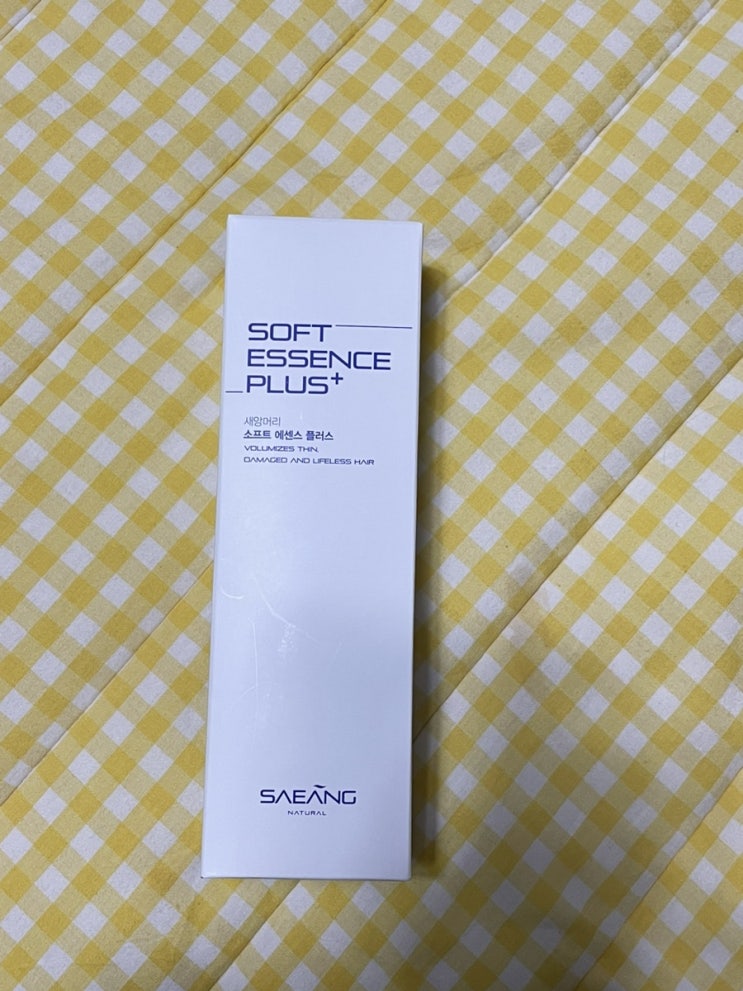 SOFT
ESSENCE
PLUS+
새앙머리
소프트 에센스 플러스
VOLUMIZES THIN,
DAMAGED AND LIFELESS HAIR
SAEÃNG
NATURAL